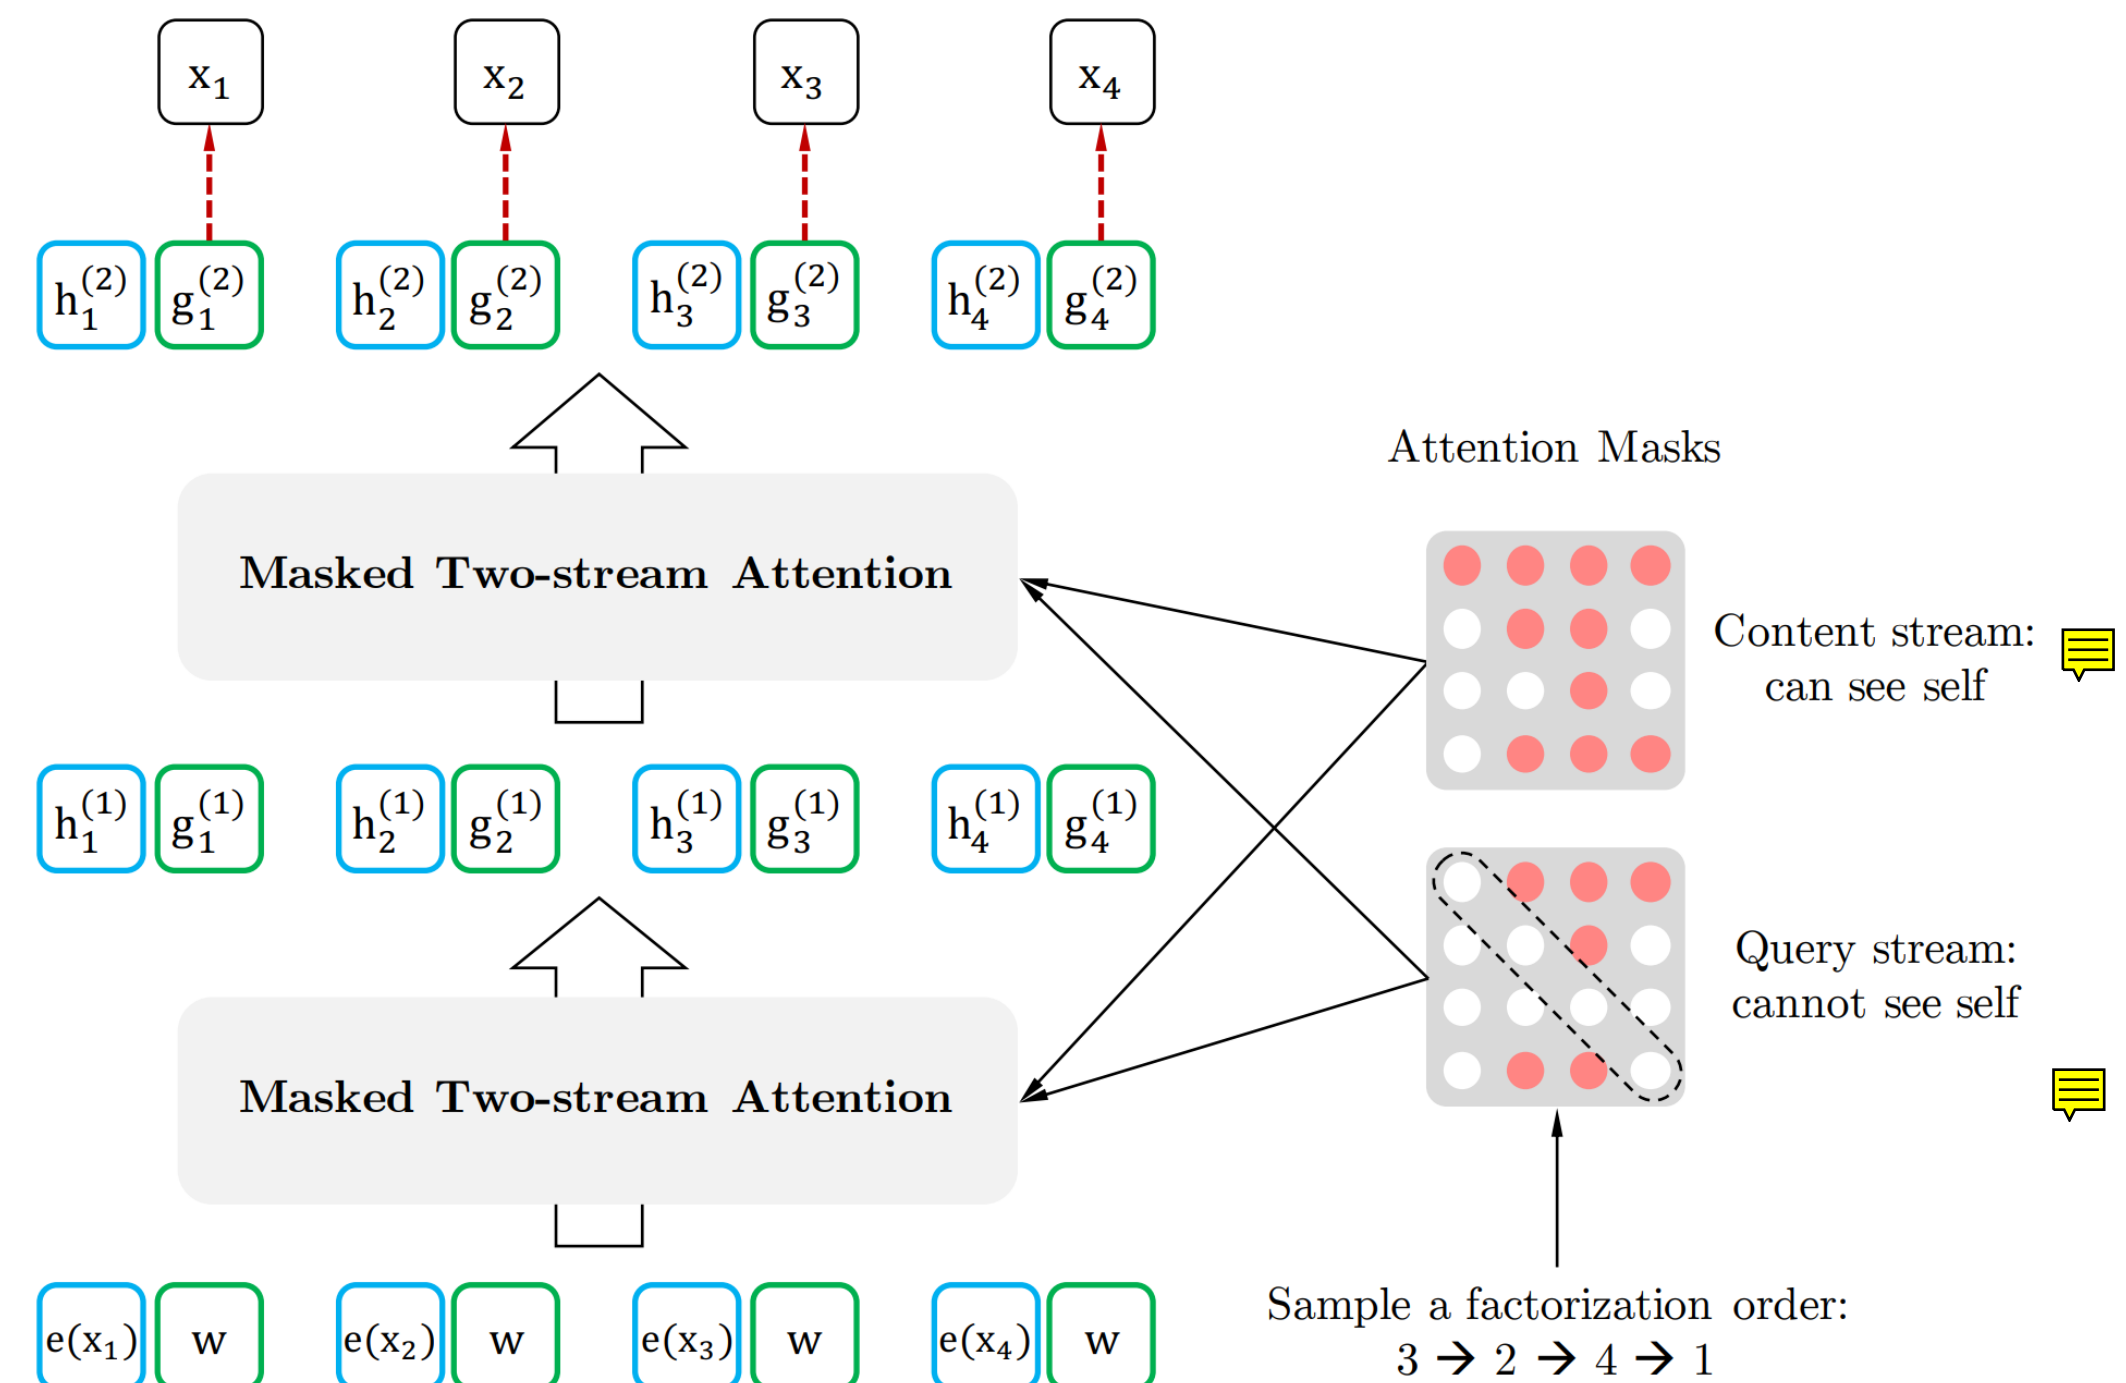 x₁ x₂ x₃ x₄
h₁⁽²⁾ g₁⁽²⁾ h₂⁽²⁾ g₂⁽²⁾ h₃⁽²⁾ g₃⁽²⁾ h₄⁽²⁾ g₄⁽²⁾
Attention Masks
Masked Two-stream Attention
Content stream:
can see self
h₁⁽¹⁾ g₁⁽¹⁾ h₂⁽¹⁾ g₂⁽¹⁾ h₃⁽¹⁾ g₃⁽¹⁾ h₄⁽¹⁾ g₄⁽¹⁾
Query stream:
cannot see self
Masked Two-stream Attention
Sample a factorization order:
3 → 2 → 4 → 1
e(x₁) w e(x₂) w e(x₃) w e(x₄) w